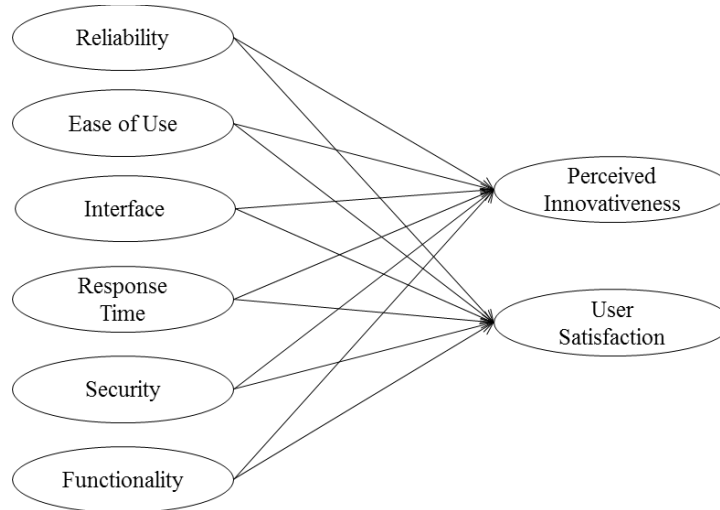 Reliability
Ease of Use
Interface
Response
Time
Security
Functionality
Perceived
Innovativeness
User
Satisfaction